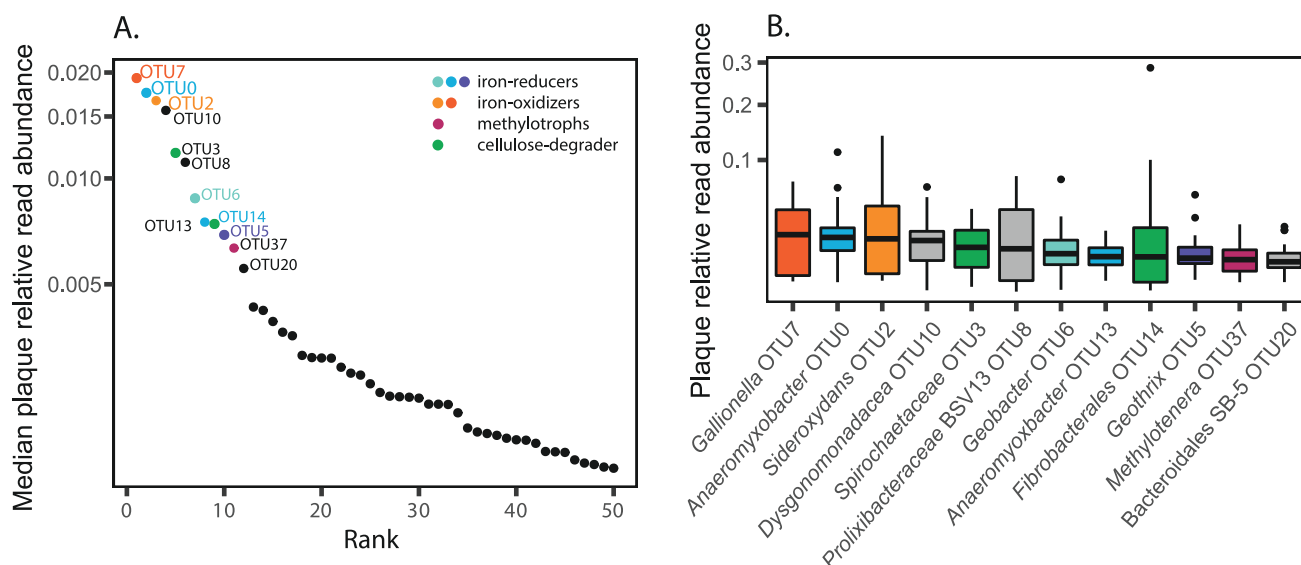 A.
Median plaque relative read abundance
0.020
0.015
0.010
0.005
OTU7
OTU0
OTU2
OTU10
OTU3
OTU8
OTU6
OTU13
OTU14
OTU5
OTU37
OTU20
iron-reducers
iron-oxidizers
methylotrophs
cellulose-degrader
0 10 20 30 40 50
Rank
B.
Plaque relative read abundance
0.3
0.2
0.1
Gallionella OTU7
Anaeromyxobacter OTU0
Sideroxydans OTU2
Dysgonomonadacea OTU10
Spirochaetaceae OTU3
Prolixibacteraceae BSV13 OTU8
Geobacter OTU6
Anaeromyoxbacter OTU13
Fibrobacterales OTU14
Geothrix OTU5
Methylotenera OTU37
Bacteroidales SB-5 OTU20